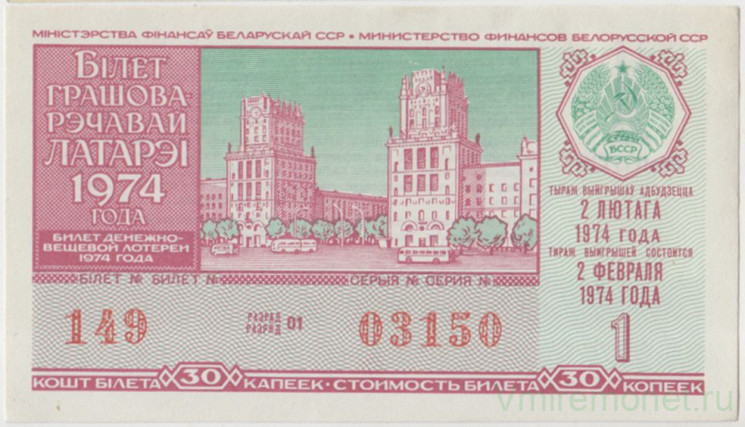 МІНІСТЭРСТВА ФІНАНСАЎ БЕЛАРУСКАЙ ССР • МИНИСТЕРСТВО ФИНАНСОВ БЕЛОРУССКОЙ ССР
БІЛЕТ
ГРАШОВА-
РЭЧАВАЙ
ЛАТАРЭІ
1974
ГОДА
БИЛЕТ ДЕНЕЖНО-
ВЕЩЕВОЙ ЛОТЕРЕИ
1974 ГОДА
БССР
ТЫРАЖ ВЫЙГРЫШАЎ АДБУДЗЕЦЦА
2 ЛЮТАГА
1974 ГОДА
ТИРАЖ ВЫИГРЫШЕЙ СОСТОИТСЯ
2 ФЕВРАЛЯ
1974 ГОДА
1
БІЛЕТ № БИЛЕТ № СЕРЫЯ № СЕРИЯ №
149 РАЗРАД РАЗРЯД 01 03150
КОШТ БІЛЕТА 30 КАПЕЕК • СТОИМОСТЬ БИЛЕТА 30 КОПЕЕК
vmiremonet.ru